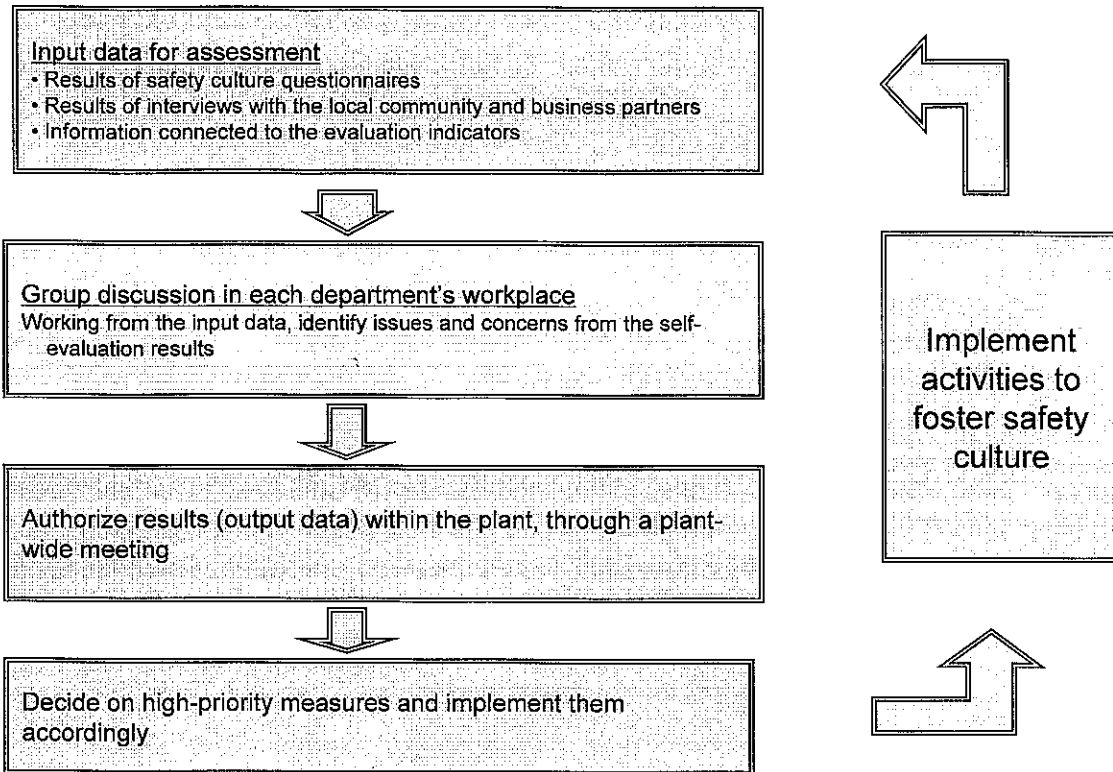 Input data for assessment
• Results of safety culture questionnaires
• Results of interviews with the local community and business partners
• Information connected to the evaluation indicators
Group discussion in each department's workplace
Working from the input data, identify issues and concerns from the self-
evaluation results
Authorize results (output data) within the plant, through a plant-
wide meeting
Decide on high-priority measures and implement them
accordingly
Implement
activities to
foster safety
culture